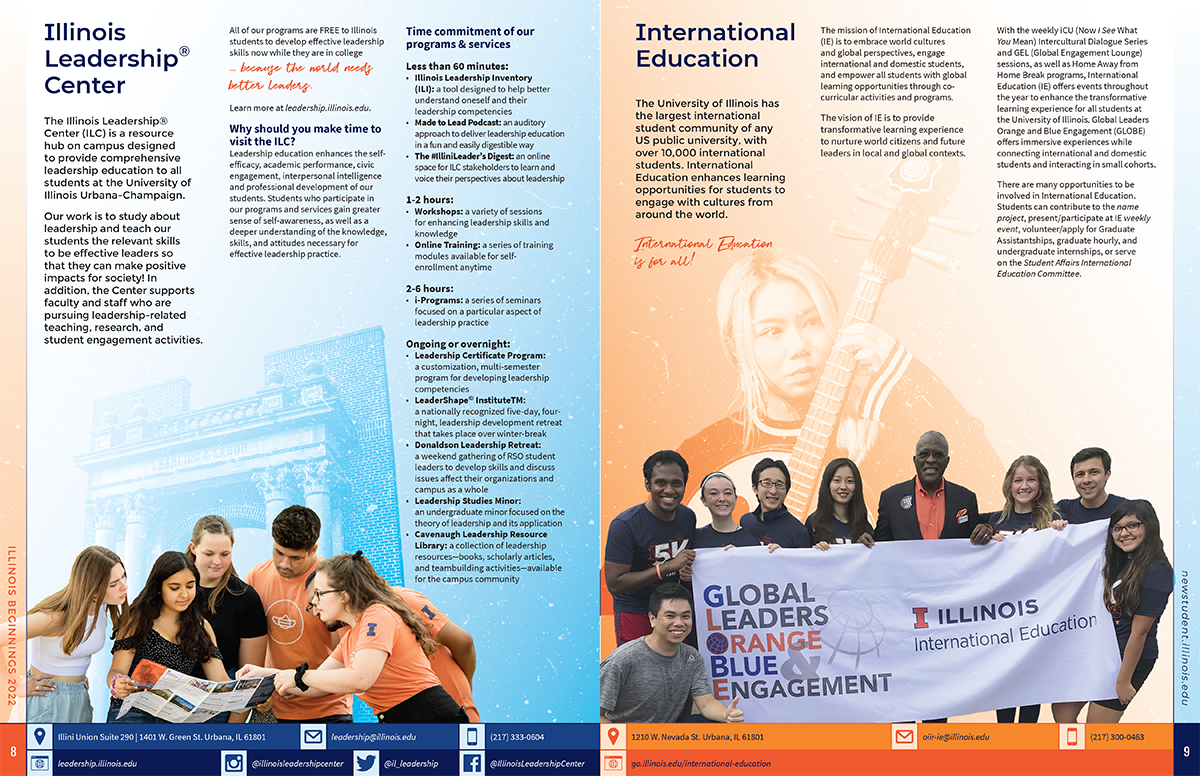 Illinois
Leadership®
Center
The Illinois Leadership®
Center (ILC) is a resource
hub on campus designed
to provide comprehensive
leadership education to all
students at the University of
Illinois Urbana-Champaign.
Our work is to study about
leadership and teach our
students the relevant skills
to be effective leaders so
that they can make positive
impacts for society! In
addition, the Center supports
faculty and staff who are
pursuing leadership-related
teaching, research, and
student engagement activities.
All of our programs are FREE to Illinois
students to develop effective leadership
skills now while they are in college
... because the world needs
better leaders.
Learn more at leadership.illinois.edu.
Why should you make time to
visit the ILC?
Leadership education enhances the self-
efficacy, academic performance, civic
engagement, interpersonal intelligence
and professional development of our
students. Students who participate in
our programs and services gain greater
sense of self-awareness, as well as a
deeper understanding of the knowledge,
skills, and attitudes necessary for
effective leadership practice.
Time commitment of our
programs & services
Less than 60 minutes:
• Illinois Leadership Inventory
(ILI): a tool designed to help better
understand oneself and their
leadership competencies
• Made to Lead Podcast: an auditory
approach to deliver leadership education
in a fun and easily digestible way
• The #IlliniLeader's Digest: an online
space for ILC stakeholders to learn and
voice their perspectives about leadership
1-2 hours:
• Workshops: a variety of sessions
for enhancing leadership skills and
knowledge
• Online Training: a series of training
modules available for self-
enrollment anytime
2-6 hours:
• i-Programs: a series of seminars
focused on a particular aspect of
leadership practice
Ongoing or overnight:
• Leadership Certificate Program:
a customization, multi-semester
program for developing leadership
competencies
• LeaderShape© InstituteTM:
a nationally recognized five-day, four-
night, leadership development retreat
that takes place over winter-break
• Donaldson Leadership Retreat:
a weekend gathering of RSO student
leaders to develop skills and discuss
issues affect their organizations and
campus as a whole
• Leadership Studies Minor:
an undergraduate minor focused on the
theory of leadership and its application
• Cavenaugh Leadership Resource
Library: a collection of leadership
resources—books, scholarly articles,
and teambuilding activities—available
for the campus community
LEARNING & LABOR
I
I
ILLINOIS BEGINNINGS 2022
8
Illini Union Suite 290 | 1401 W. Green St. Urbana, IL 61801
leadership@illinois.edu
(217) 333-0604
leadership.illinois.edu
@illinoisleadershipcenter
@il_leadership
@IllinoisLeadershipCenter
International
Education
The University of Illinois has
the largest international
student community of any
US public university, with
over 10,000 international
students. International
Education enhances learning
opportunities for students to
engage with cultures from
around the world.
International Education
is for all!
The mission of International Education
(IE) is to embrace world cultures
and global perspectives, engage
international and domestic students,
and empower all students with global
learning opportunities through co-
curricular activities and programs.
The vision of IE is to provide
transformative learning experience
to nurture world citizens and future
leaders in local and global contexts.
With the weekly iCU (Now I See What
You Mean) Intercultural Dialogue Series
and GEL (Global Engagement Lounge)
sessions, as well as Home Away from
Home Break programs, International
Education (IE) offers events throughout
the year to enhance the transformative
learning experience for all students at
the University of Illinois. Global Leaders
Orange and Blue Engagement (GLOBE)
offers immersive experiences while
connecting international and domestic
students and interacting in small cohorts.
There are many opportunities to be
involved in International Education.
Students can contribute to the name
project, present/participate at IE weekly
event, volunteer/apply for Graduate
Assistantships, graduate hourly, and
undergraduate internships, or serve
on the Student Affairs International
Education Committee.
5K
GLOBAL
LEADERS
ORANGE
BLUE &
ENGAGEMENT
I ILLINOIS
International Education
newstudent.illinois.edu
1210 W. Nevada St. Urbana, IL 61801
oiir-ie@illinois.edu
(217) 300-0463
go.illinois.edu/international-education
9